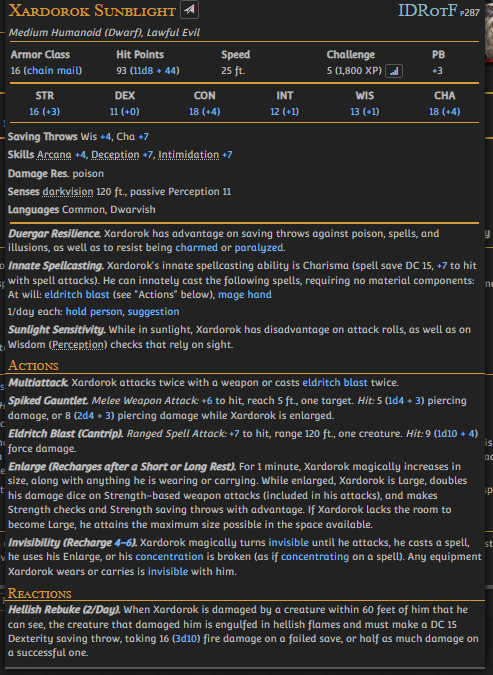 Xardorok Sunblight IDRotF p287
Medium Humanoid (Dwarf), Lawful Evil
Armor Class Hit Points Speed Challenge PB
16 (chain mail) 93 (11d8 + 44) 25 ft. 5 (1,800 XP) +3
STR DEX CON INT WIS CHA
16 (+3) 11 (+0) 18 (+4) 12 (+1) 13 (+1) 18 (+4)
Saving Throws Wis +4, Cha +7
Skills Arcana +4, Deception +7, Intimidation +7
Damage Res. poison
Senses darkvision 120 ft., passive Perception 11
Languages Common, Dwarvish
Duergar Resilience. Xardorok has advantage on saving throws against poison, spells, and
illusions, as well as to resist being charmed or paralyzed.
Innate Spellcasting. Xardorok's innate spellcasting ability is Charisma (spell save DC 15, +7 to hit
with spell attacks). He can innately cast the following spells, requiring no material components:
At will: eldritch blast (see "Actions" below), mage hand
1/day each: hold person, suggestion
Sunlight Sensitivity. While in sunlight, Xardorok has disadvantage on attack rolls, as well as on
Wisdom (Perception) checks that rely on sight.
Actions
Multiattack. Xardorok attacks twice with a weapon or casts eldritch blast twice.
Spiked Gauntlet. Melee Weapon Attack: +6 to hit, reach 5 ft., one target. Hit: 5 (1d4 + 3) piercing
damage, or 8 (2d4 + 3) piercing damage while Xardorok is enlarged.
Eldritch Blast (Cantrip). Ranged Spell Attack: +7 to hit, range 120 ft., one creature. Hit: 9 (1d10 + 4)
force damage.
Enlarge (Recharges after a Short or Long Rest). For 1 minute, Xardorok magically increases in
size, along with anything he is wearing or carrying. While enlarged, Xardorok is Large, doubles
his damage dice on Strength-based weapon attacks (included in his attacks), and makes
Strength checks and Strength saving throws with advantage. If Xardorok lacks the room to
become Large, he attains the maximum size possible in the space available.
Invisibility (Recharge 4–6). Xardorok magically turns invisible until he attacks, he casts a spell,
he uses his Enlarge, or his concentration is broken (as if concentrating on a spell). Any equipment
Xardorok wears or carries is invisible with him.
Reactions
Hellish Rebuke (2/Day). When Xardorok is damaged by a creature within 60 feet of him that he
can see, the creature that damaged him is engulfed in hellish flames and must make a DC 15
Dexterity saving throw, taking 16 (3d10) fire damage on a failed save, or half as much damage on
a successful one.